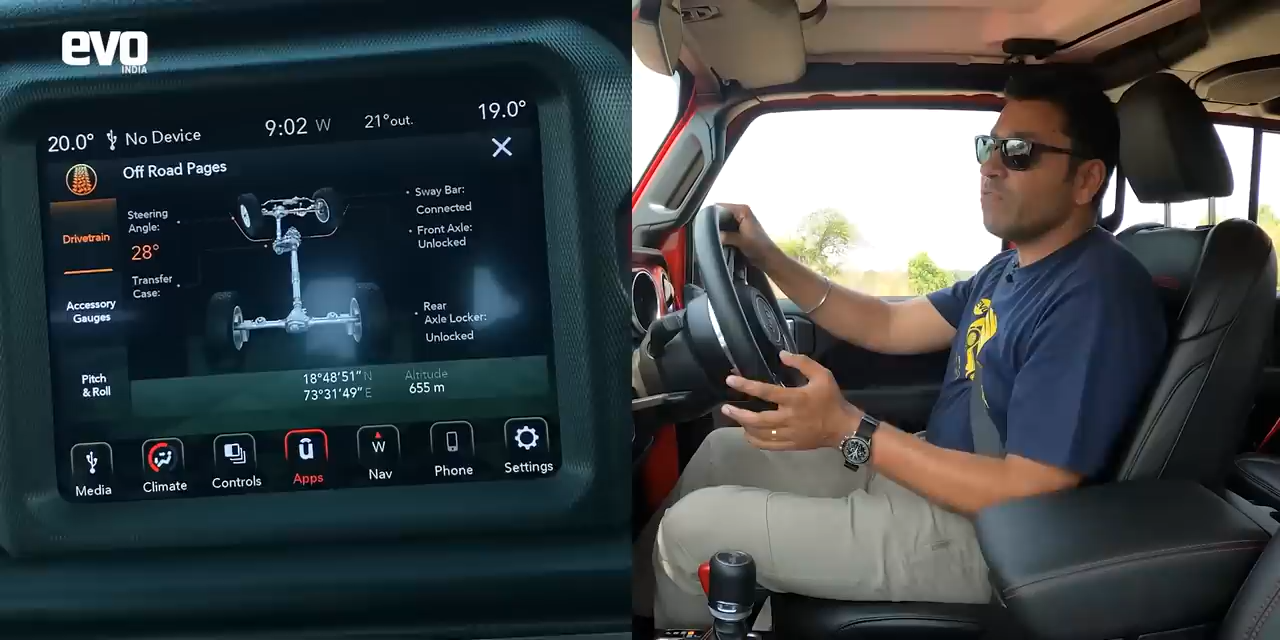 evo
INDIA
20.0° No Device 9:02 W 21°out. 19.0°
Off Road Pages
Drivetrain
Accessory
Gauges
Pitch
& Roll
Steering
Angle:
28°
Transfer
Case:
Sway Bar:
Connected
Front Axle:
Unlocked
Rear
Axle Locker:
Unlocked
18°48'51" N
73°31'49" E
Altitude
655 m
Media
Climate
Controls
Apps
W
Nav
Phone
Settings